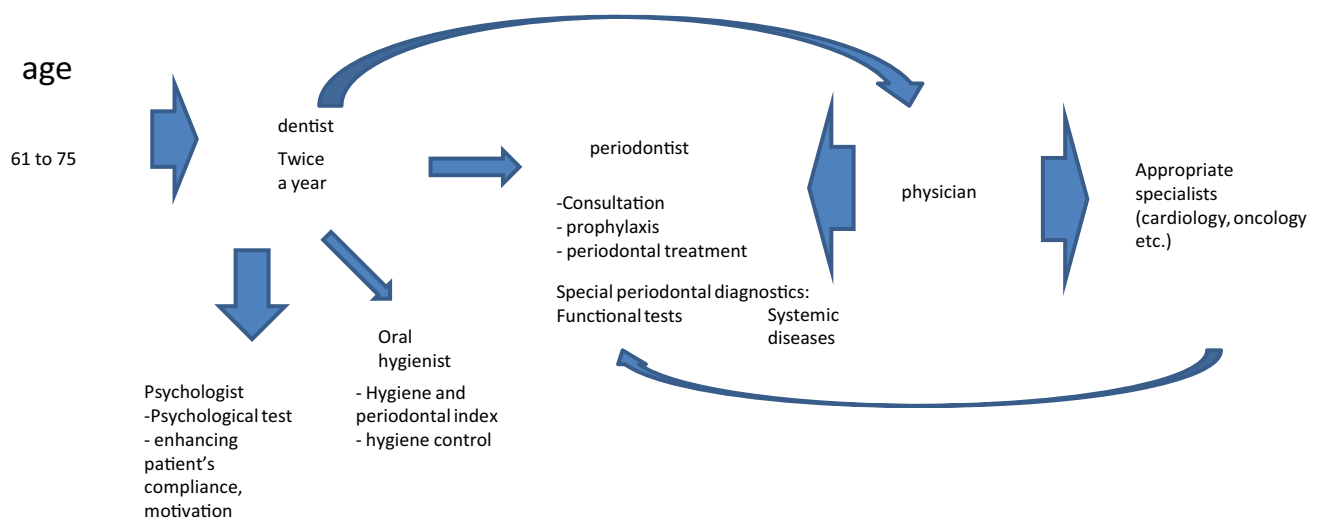 age
61 to 75
dentist
Twice
a year
periodontist
-Consultation
- prophylaxis
- periodontal treatment
Special periodontal diagnostics:
Functional tests
Systemic
diseases
physician
Appropriate
specialists
(cardiology, oncology
etc.)
Psychologist
-Psychological test
- enhancing
patient’s
compliance,
motivation
Oral
hygienist
- Hygiene and
periodontal index
- hygiene control